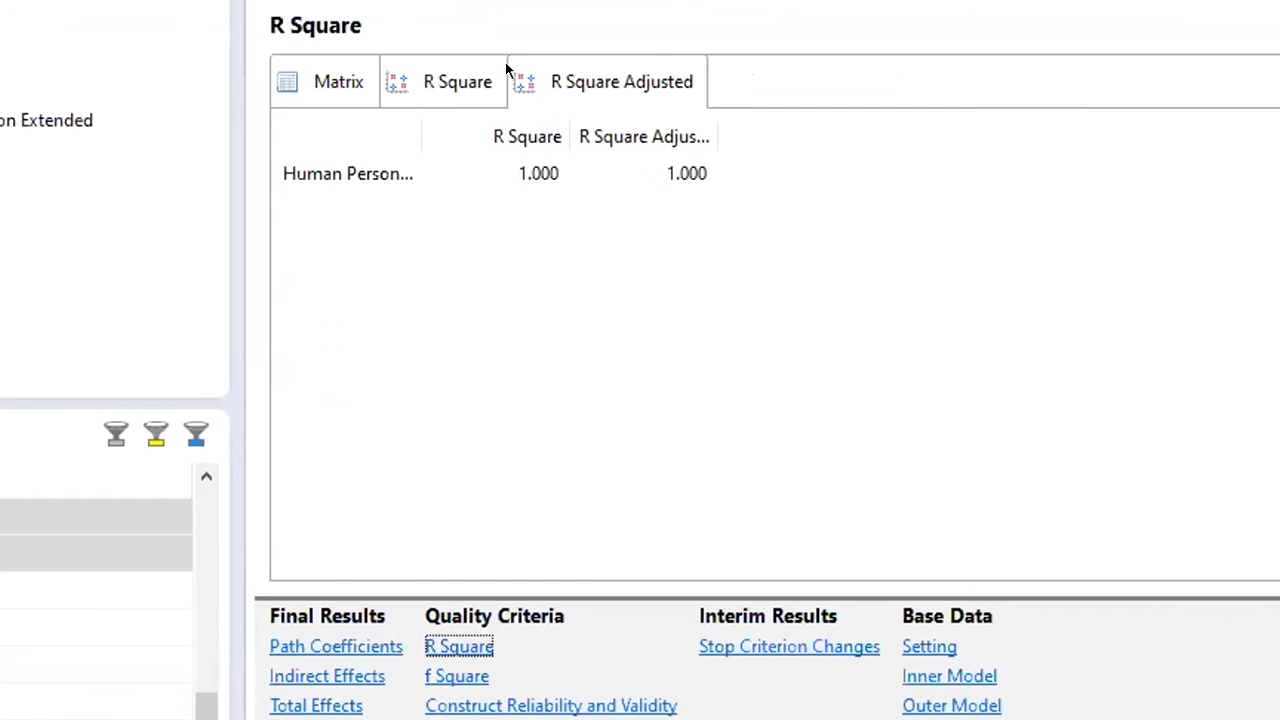 R Square
Matrix R Square R Square Adjusted
on Extended
R Square R Square Adjus...
Human Person... 1.000 1.000
Final Results Quality Criteria Interim Results Base Data
Path Coefficients R Square Stop Criterion Changes Setting
Indirect Effects f Square Inner Model
Total Effects Construct Reliability and Validity Outer Model